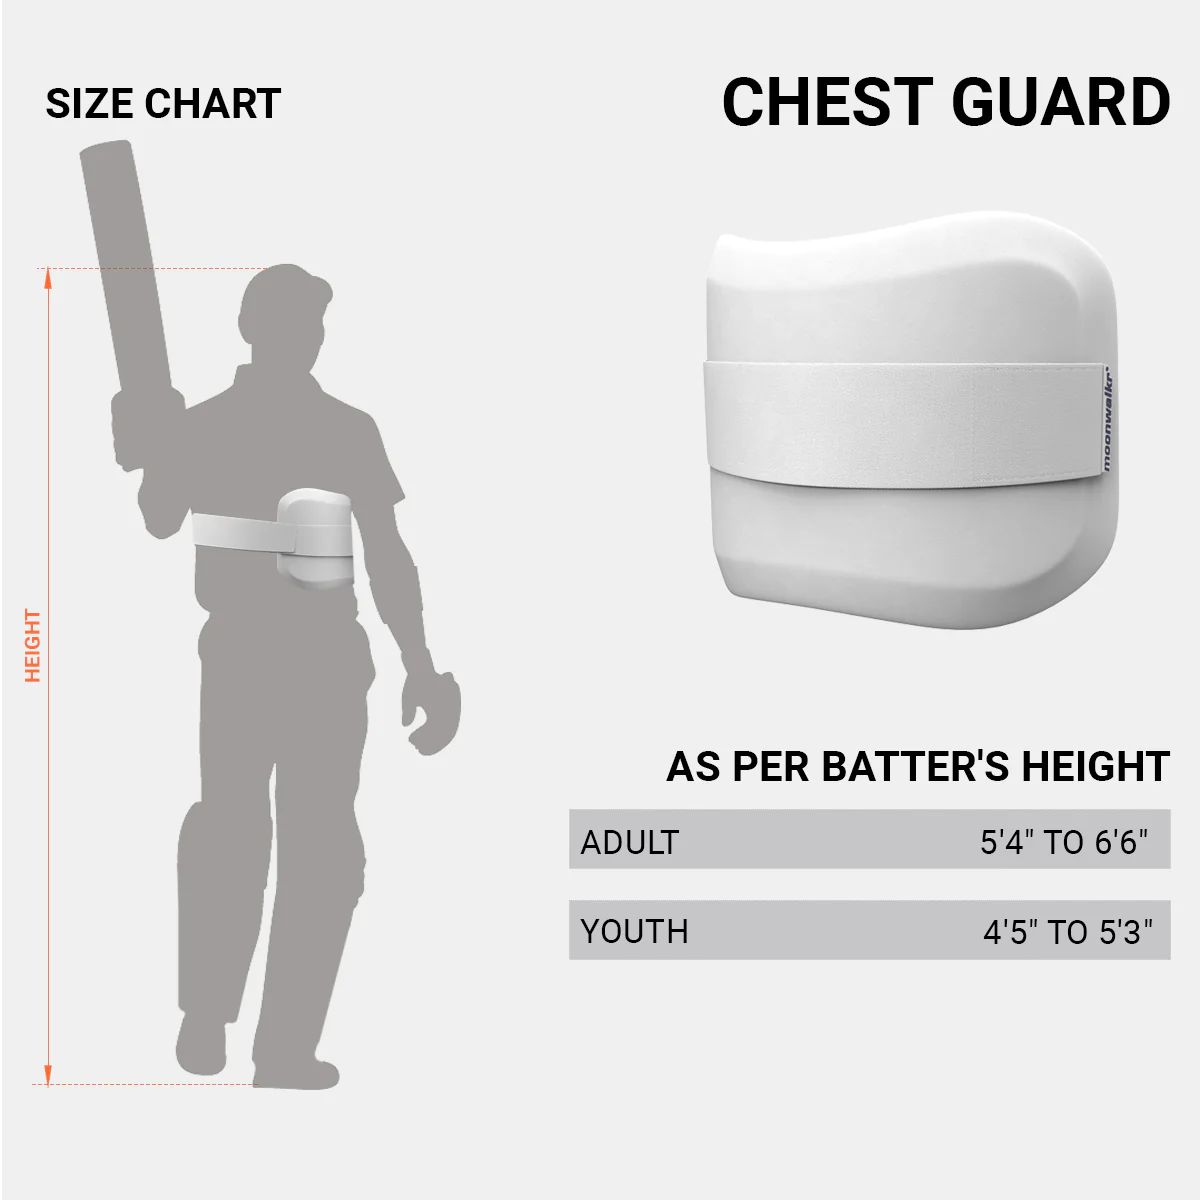 SIZE CHART
CHEST GUARD
moonwalkr
HEIGHT
AS PER BATTER'S HEIGHT
ADULT 5'4" TO 6'6"
YOUTH 4'5" TO 5'3"